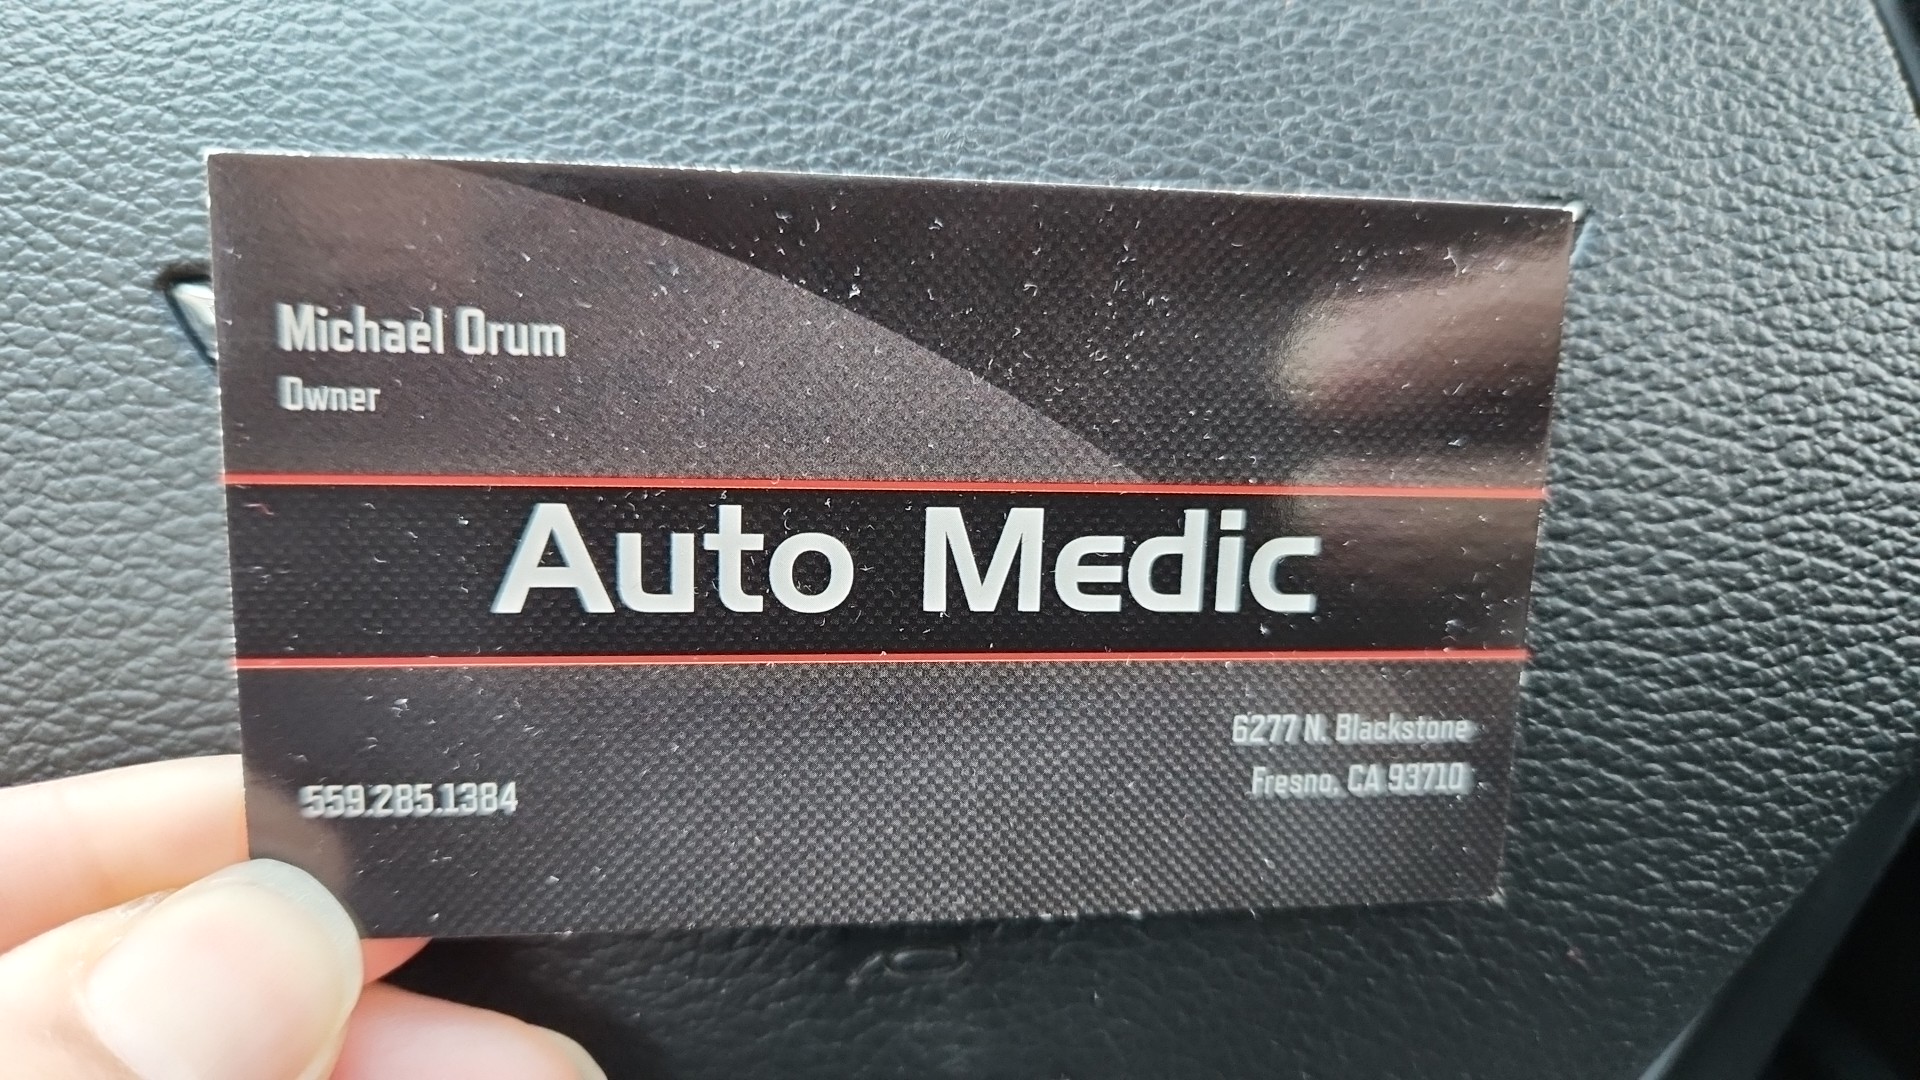 Michael Orum
Owner
Auto Medic
559.285.1384
6277 N. Blackstone
Fresno, CA 93710